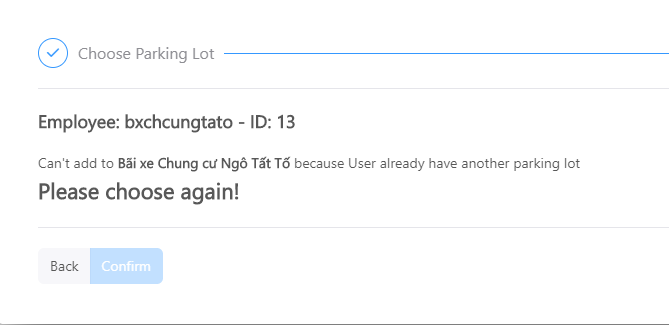 Choose Parking Lot
Employee: bxchcungtato - ID: 13
Can't add to Bãi xe Chung cư Ngô Tất Tố because User already have another parking lot
Please choose again!
Back Confirm